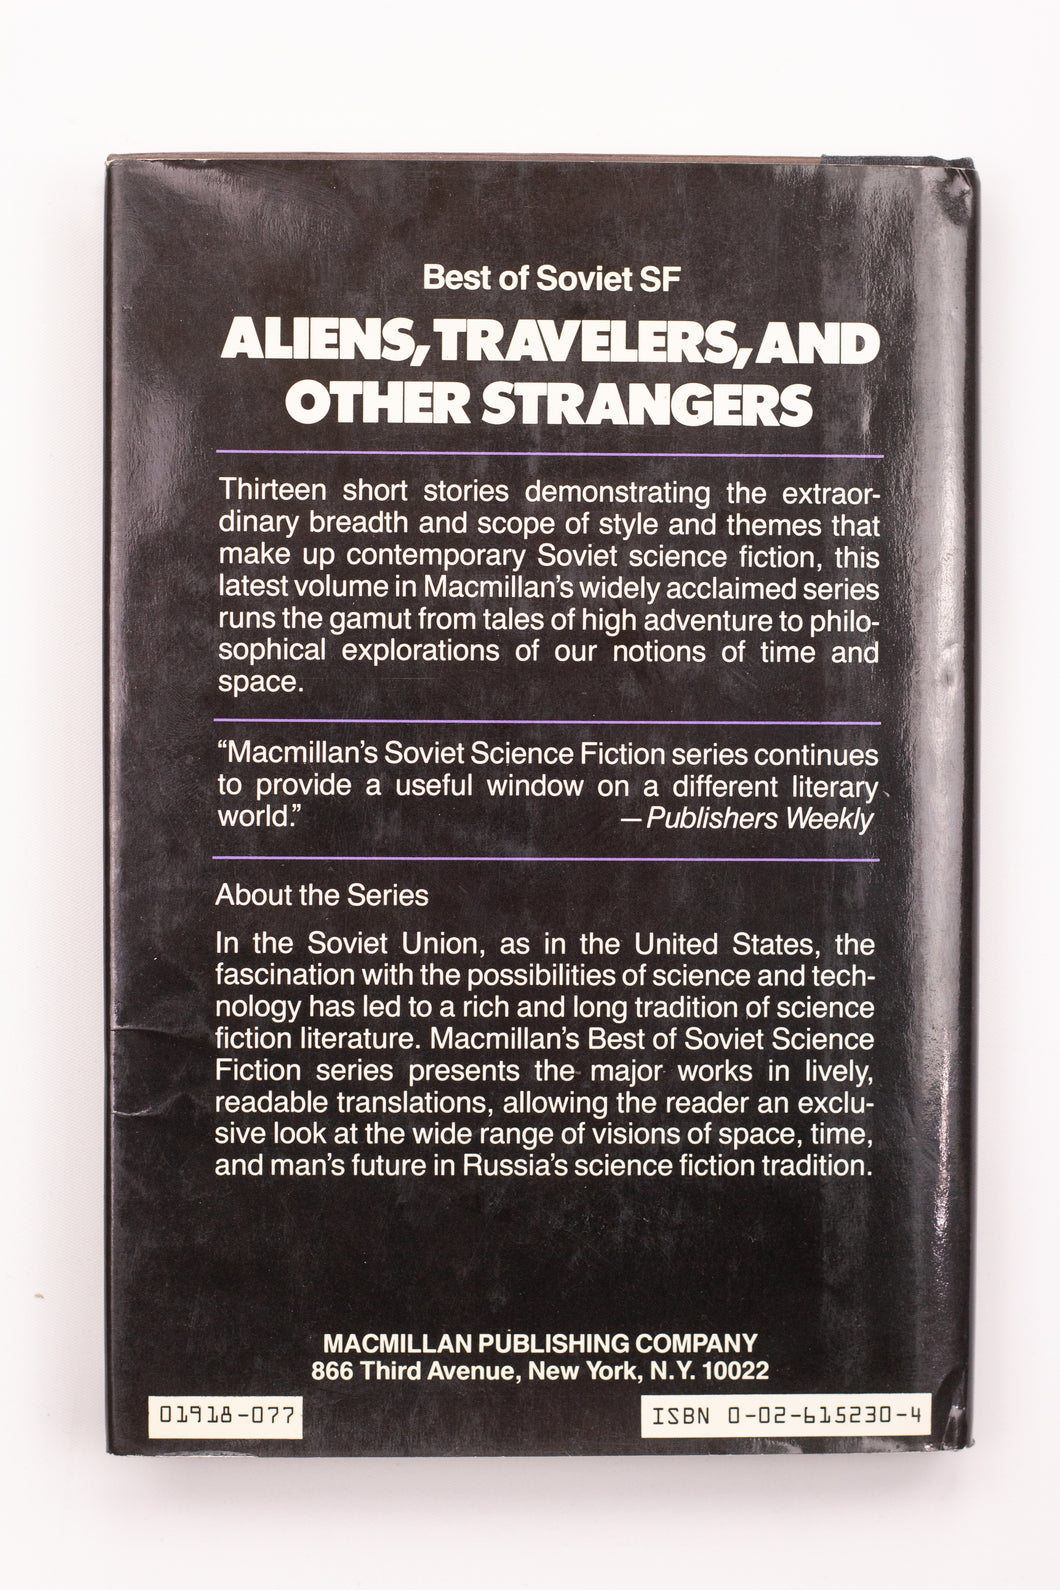 Best of Soviet SF
ALIENS, TRAVELERS, AND
OTHER STRANGERS
Thirteen short stories demonstrating the extraor-
dinary breadth and scope of style and themes that
make up contemporary Soviet science fiction, this
latest volume in Macmillan's widely acclaimed series
runs the gamut from tales of high adventure to philo-
sophical explorations of our notions of time and
space.
“Macmillan's Soviet Science Fiction series continues
to provide a useful window on a different literary
world.” —Publishers Weekly
About the Series
In the Soviet Union, as in the United States, the
fascination with the possibilities of science and tech-
nology has led to a rich and long tradition of science
fiction literature. Macmillan's Best of Soviet Science
Fiction series presents the major works in lively,
readable translations, allowing the reader an exclu-
sive look at the wide range of visions of space, time,
and man's future in Russia's science fiction tradition.
MACMILLAN PUBLISHING COMPANY
866 Third Avenue, New York, N.Y. 10022
01918-077
ISBN 0-02-615230-4